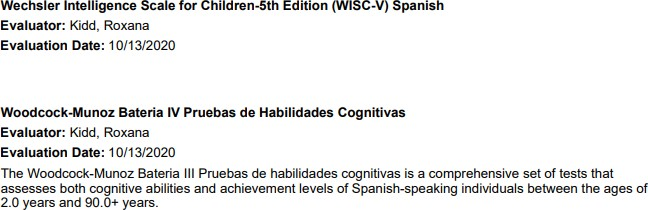 Wechsler Intelligence Scale for Children-5th Edition (WISC-V) Spanish
Evaluator: Kidd, Roxana
Evaluation Date: 10/13/2020
Woodcock-Munoz Bateria IV Pruebas de Habilidades Cognitivas
Evaluator: Kidd, Roxana
Evaluation Date: 10/13/2020
The Woodcock-Munoz Bateria III Pruebas de habilidades cognitivas is a comprehensive set of tests that
assesses both cognitive abilities and achievement levels of Spanish-speaking individuals between the ages of
2.0 years and 90.0+ years.